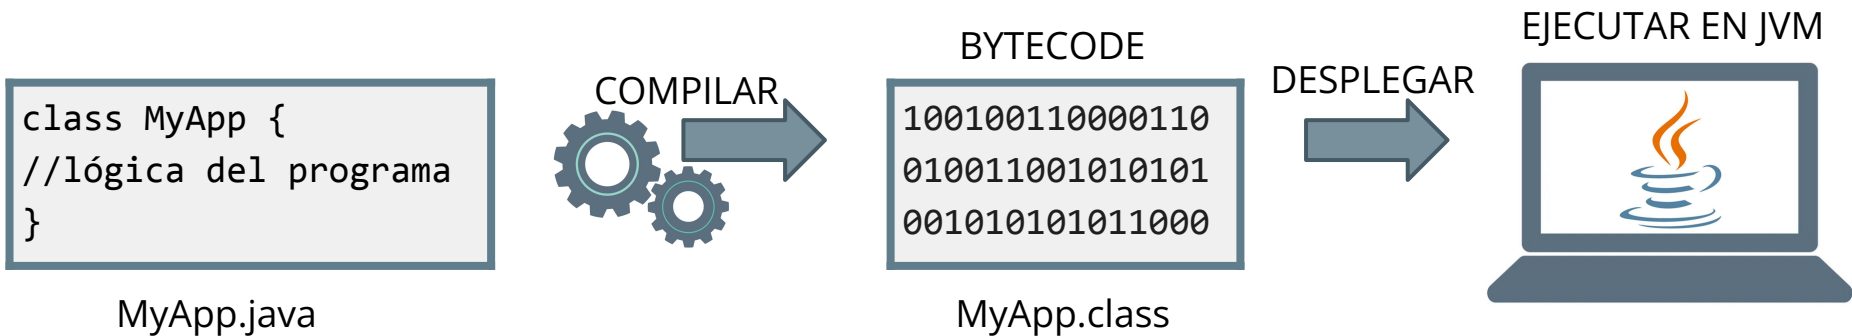 class MyApp {
//lógica del programa
}
MyApp.java
COMPILAR
BYTECODE
100100110000110
010011001010101
001010101011000
MyApp.class
DESPLEGAR
EJECUTAR EN JVM